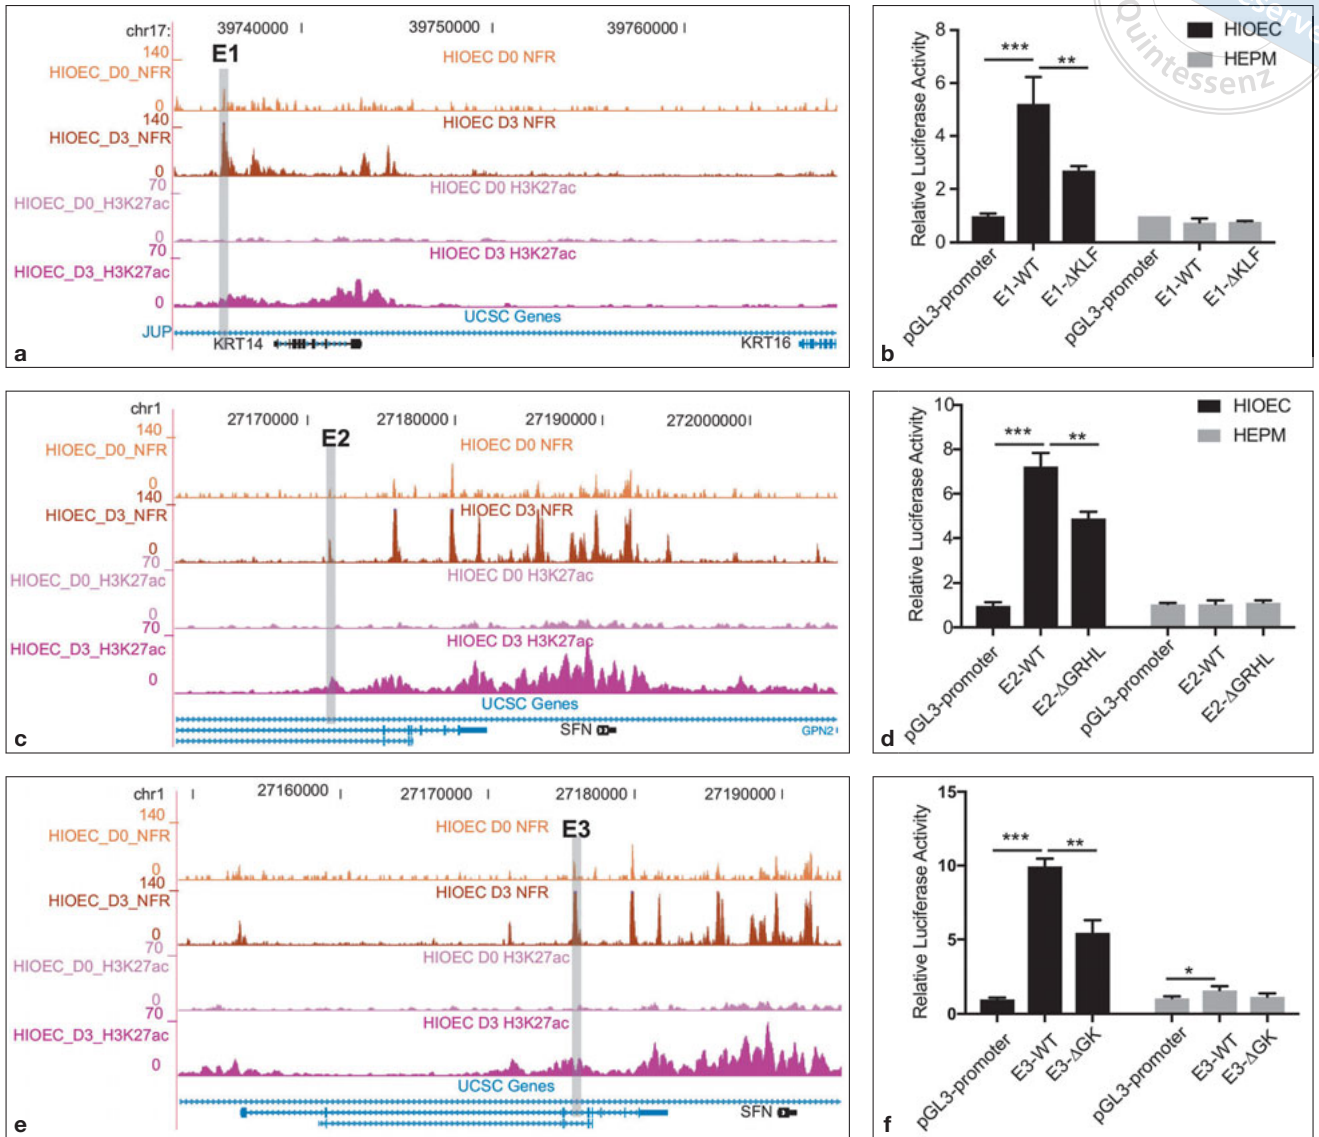 chr17: 39740000 39750000 39760000
E1
140 HIOEC D0 NFR
HIOEC_D0_NFR
0
140 HIOEC D3 NFR
HIOEC_D3_NFR
0
70 HIOEC D0 H3K27ac
HIOEC_D0_H3K27ac
0
70 HIOEC D3 H3K27ac
HIOEC_D3_H3K27ac
0
UCSC Genes
JUP
KRT14 KRT16
a
Quintessenz
HIOEC
HEPM
Relative Luciferase Activity
8
6
4
2
0
*** **
pGL3-promoter E1-WT E1-ΔKLF pGL3-promoter E1-WT E1-ΔKLF
b
chr1 27170000 27180000 27190000 272000000
E2
140 HIOEC D0 NFR
HIOEC_D0_NFR
0
140 HIOEC D3 NFR
HIOEC_D3_NFR
0
70 HIOEC D0 H3K27ac
HIOEC_D0_H3K27ac
0
70 HIOEC D3 H3K27ac
HIOEC_D3_H3K27ac
0
UCSC Genes
SFN GPN2
c
HIOEC
HEPM
Relative Luciferase Activity
10
8
6
4
2
0
*** **
pGL3-promoter E2-WT E2-ΔGRHL pGL3-promoter E2-WT E2-ΔGRHL
d
chr1 27160000 27170000 27180000 27190000
E3
140 HIOEC D0 NFR
HIOEC_D0_NFR
0
140 HIOEC D3 NFR
HIOEC_D3_NFR
0
70 HIOEC D0 H3K27ac
HIOEC_D0_H3K27ac
0
70 HIOEC D3 H3K27ac
HIOEC_D3_H3K27ac
0
UCSC Genes
SFN
e
Relative Luciferase Activity
15
10
5
0
*** ** *
pGL3-promoter E3-WT E3-ΔGK pGL3-promoter E3-WT E3-ΔGK
f